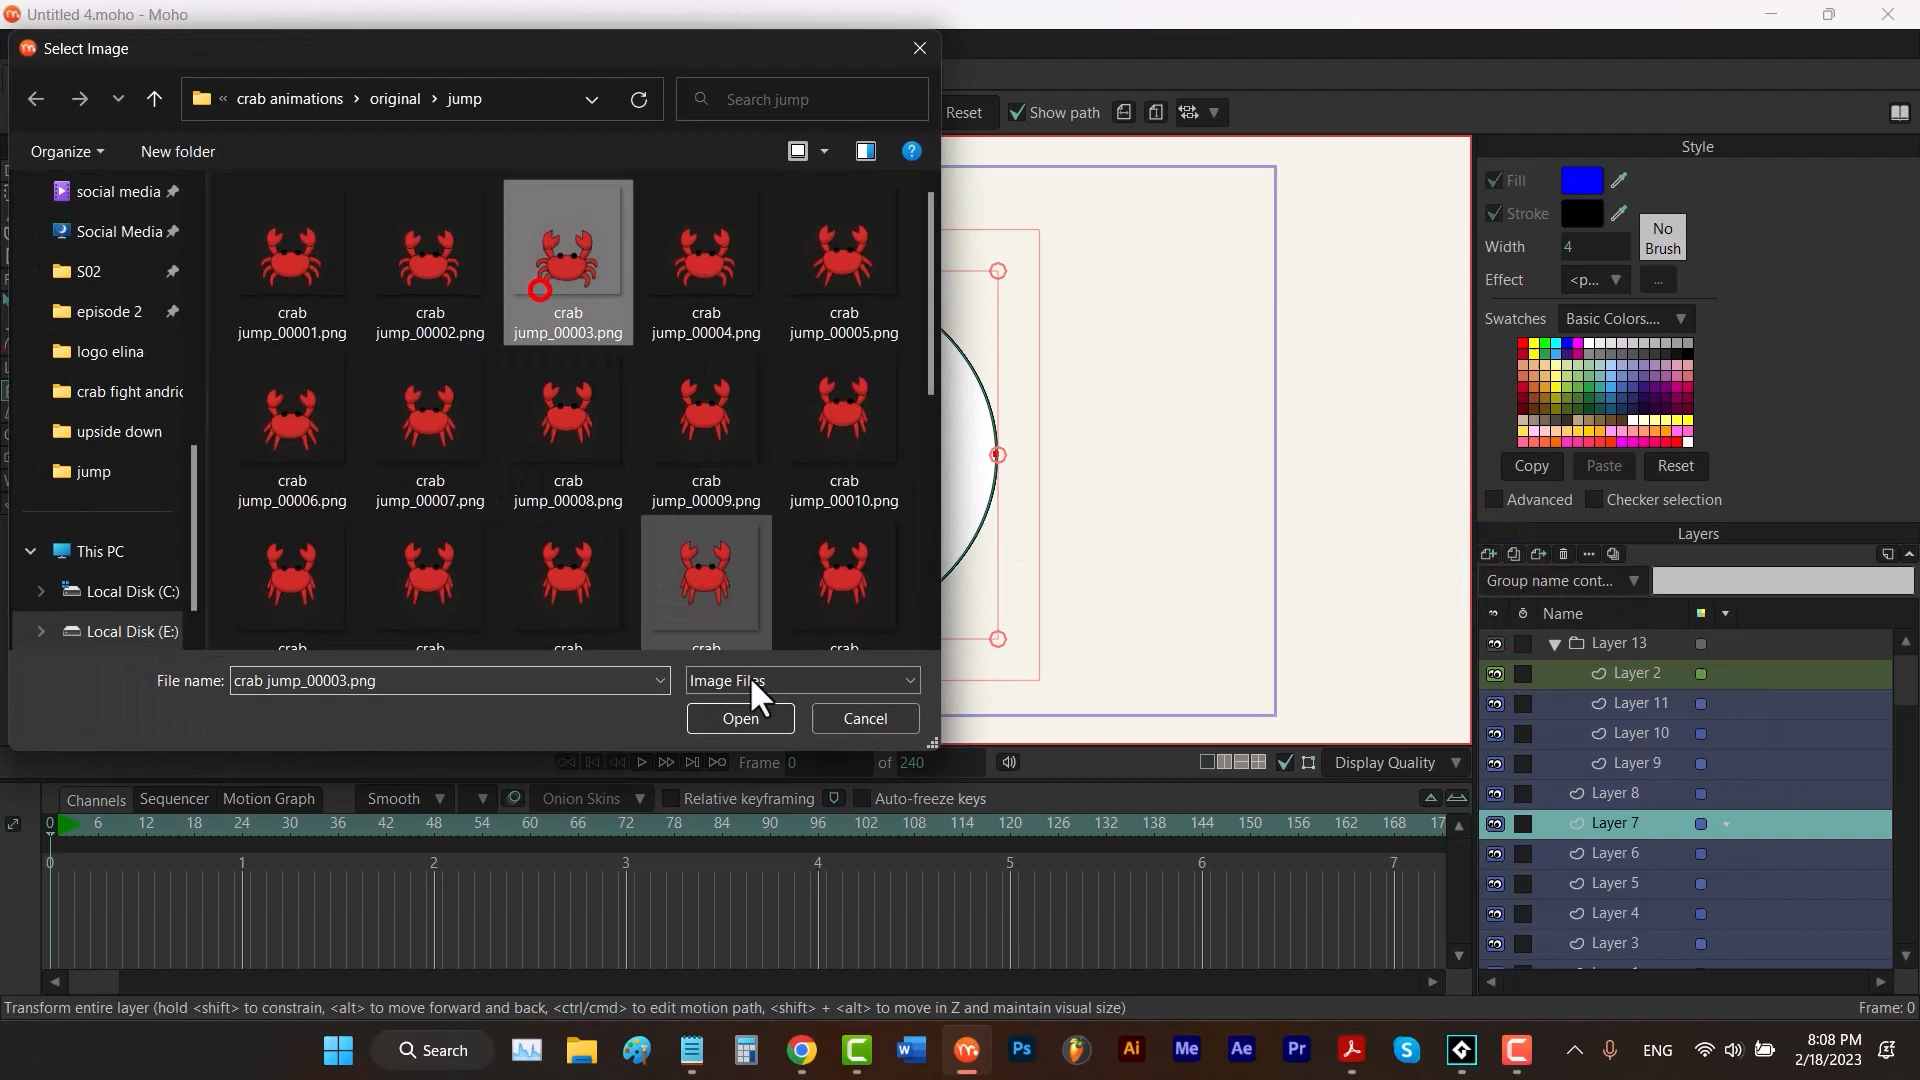 Untitled 4.moho - Moho
Select Image
« crab animations › original › jump
Search jump
Organize
New folder
Reset
Show path
social media
Social Media
S02
episode 2
logo elina
crab fight andric
upside down
jump
This PC
Local Disk (C:)
Local Disk (E:)
crab jump_00001.png
crab jump_00002.png
crab jump_00003.png
crab jump_00004.png
crab jump_00005.png
crab jump_00006.png
crab jump_00007.png
crab jump_00008.png
crab jump_00009.png
crab jump_00010.png
crab
crab
crab
crab
crab
File name:
crab jump_00003.png
Image Files
Open
Cancel
Style
Fill
Stroke
No Brush
Width
4
Effect
<p...
...
Swatches
Basic Colors....
Copy
Paste
Reset
Advanced
Checker selection
Layers
Group name cont...
Name
Layer 13
Layer 2
Layer 11
Layer 10
Layer 9
Layer 8
Layer 7
Layer 6
Layer 5
Layer 4
Layer 3
Frame 0 of 240
Display Quality
Channels
Sequencer
Motion Graph
Smooth
Onion Skins
Relative keyframing
Auto-freeze keys
0 6 12 18 24 30 36 42 48 54 60 66 72 78 84 90 96 102 108 114 120 126 132 138 144 150 156 162 168 17
0 1 2 3 4 5 6 7
Transform entire layer (hold <shift> to constrain, <alt> to move forward and back, <ctrl/cmd> to edit motion path, <shift> + <alt> to move in Z and maintain visual size)
Frame: 0
Search
Ps
Ai
Me
Ae
Pr
ENG
8:08 PM
2/18/2023